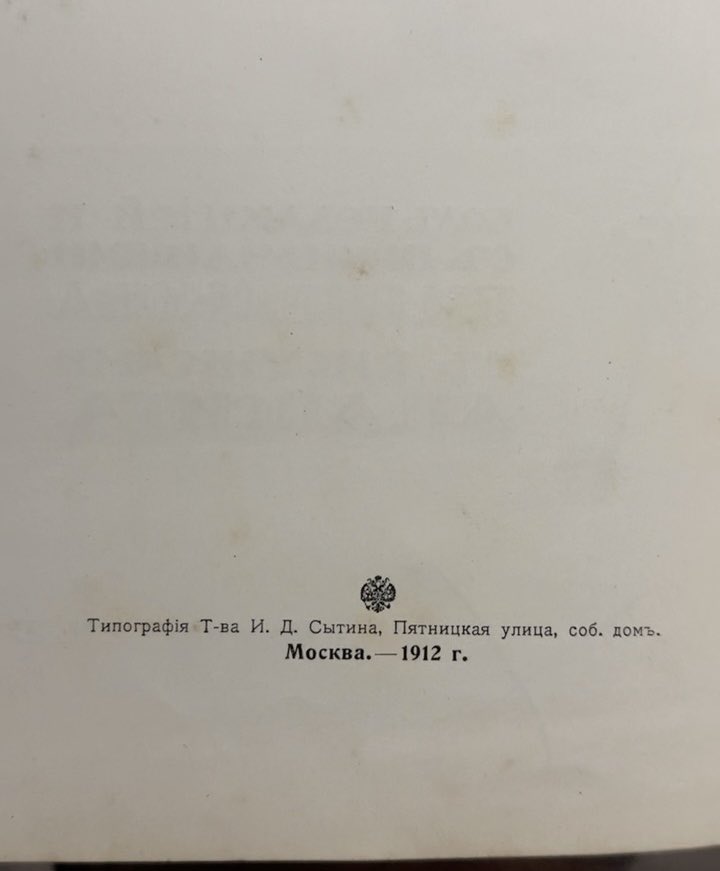 Типографія Т-ва И. Д. Сытина, Пятницкая улица, соб. домъ.
Москва.—1912 г.